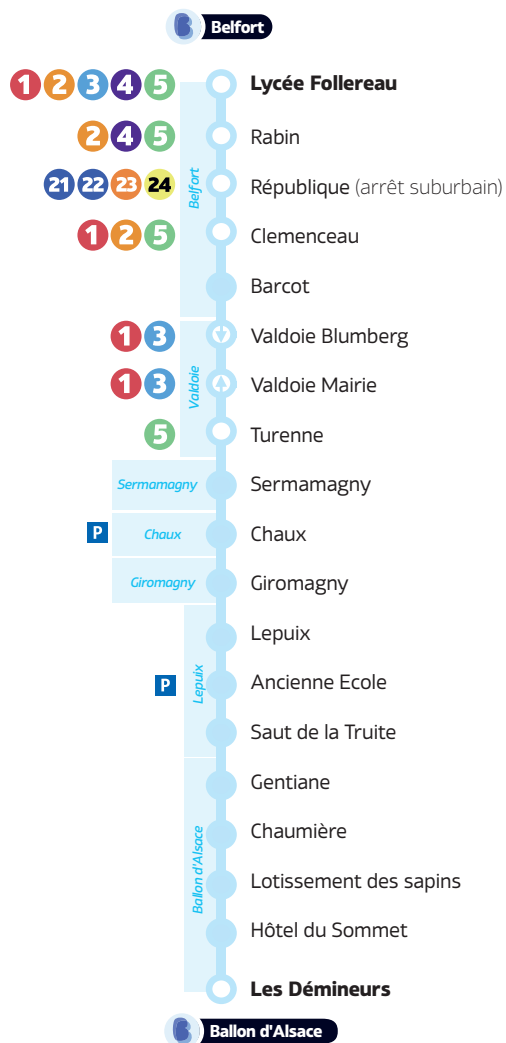 Belfort
1 2 3 4 5 Lycée Follereau
2 4 5 Rabin
21 22 23 24 République (arrêt suburbain)
Belfort
1 2 5 Clemenceau
Barcot
1 3 Valdoie Blumberg
1 3 Valdoie Mairie
Valdoie
5 Turenne
Sermamagny Sermamagny
P Chaux Chaux
Giromagny Giromagny
Lepuix
P Ancienne Ecole
Lepuix
Saut de la Truite
Gentiane
Chaumière
Ballon d'Alsace
Lotissement des sapins
Hôtel du Sommet
Les Démineurs
Ballon d'Alsace